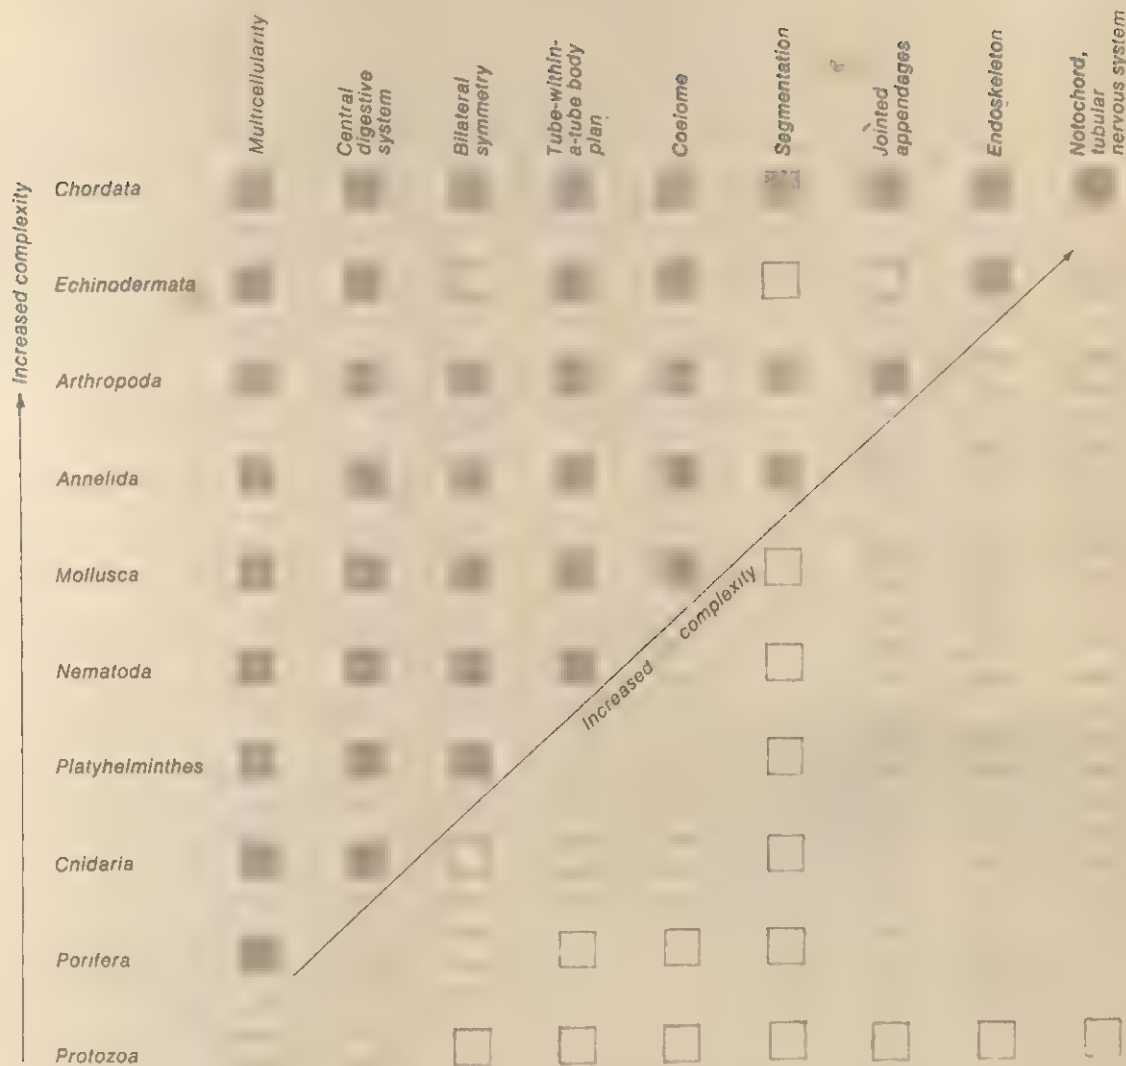 Multicellularity
Central
digestive
system
Bilateral
symmetry
Tube-within-
a-tube body
plan
Coelome
Segmentation
Jointed
appendages
Endoskeleton
Notochord,
tubular
nervous system
Increased complexity
Chordata
Echinodermata
Arthropoda
Annelida
Mollusca
Nematoda
Platyhelminthes
Cnidaria
Porifera
Protozoa
Increased complexity